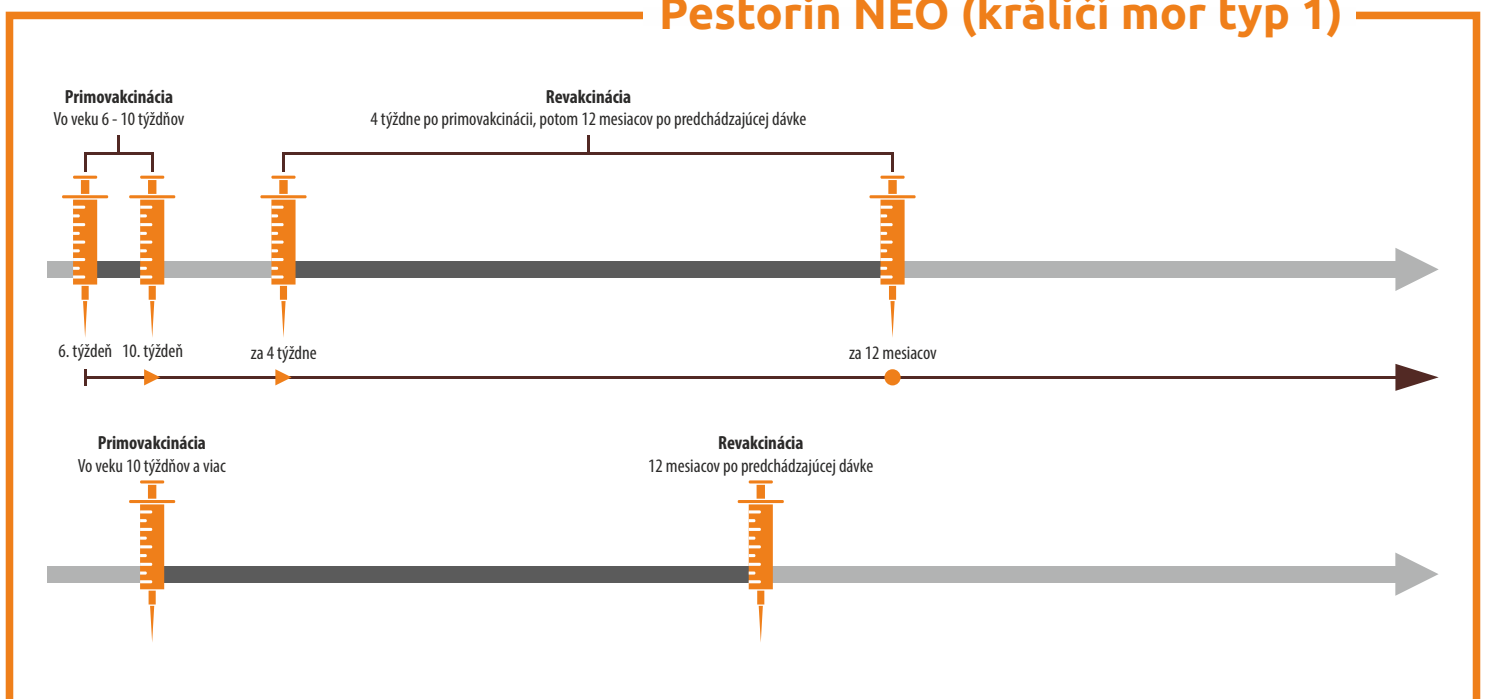 Pestorin NEO (králičí mor typ 1)
Primovakcinácia
Vo veku 6 - 10 týždňov
Revakcinácia
4 týždne po primovakcinácii, potom 12 mesiacov po predchádzajúcej dávke
6. týždeň
10. týždeň
za 4 týždne
za 12 mesiacov
Primovakcinácia
Vo veku 10 týždňov a viac
Revakcinácia
12 mesiacov po predchádzajúcej dávke